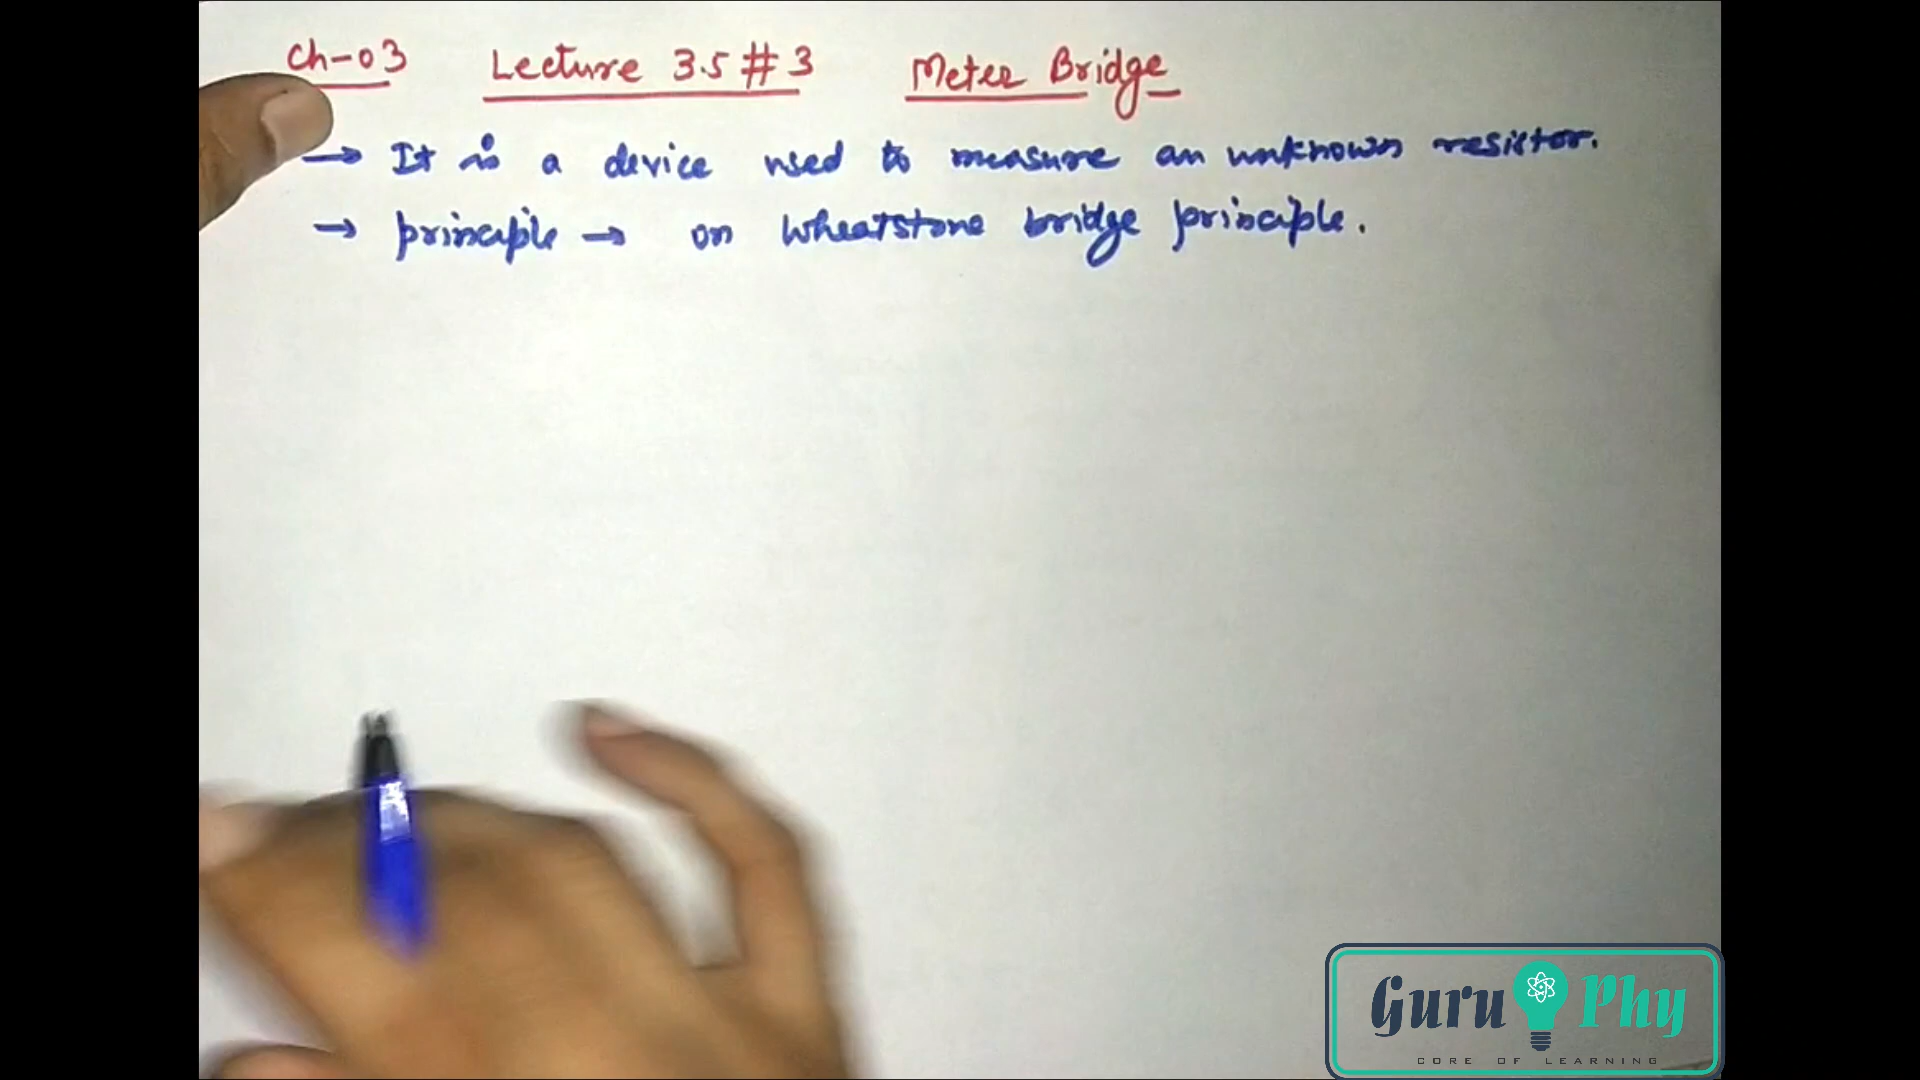 Ch-03 Lecture 3.5 # 3 Meter Bridge
→ It is a device used to measure an unknown resistor.
→ principle → on wheatstone bridge principle.
Guru Phy
CORE OF LEARNING